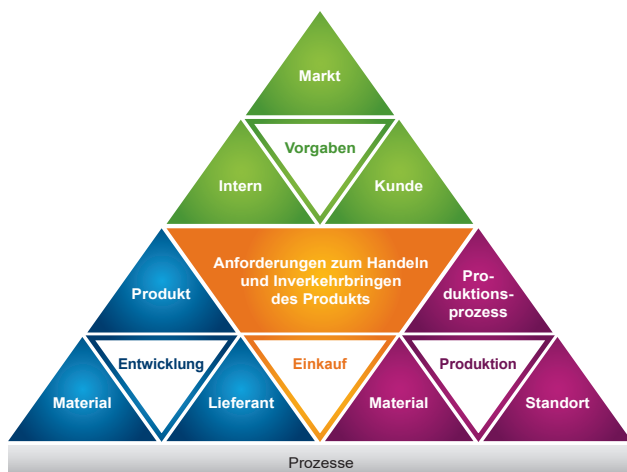 Markt
Vorgaben
Intern
Kunde
Anforderungen zum Handeln
und Inverkehrbringen
des Produkts
Produkt
Pro-
duktions-
prozess
Entwicklung
Einkauf
Produktion
Material
Lieferant
Material
Standort
Prozesse